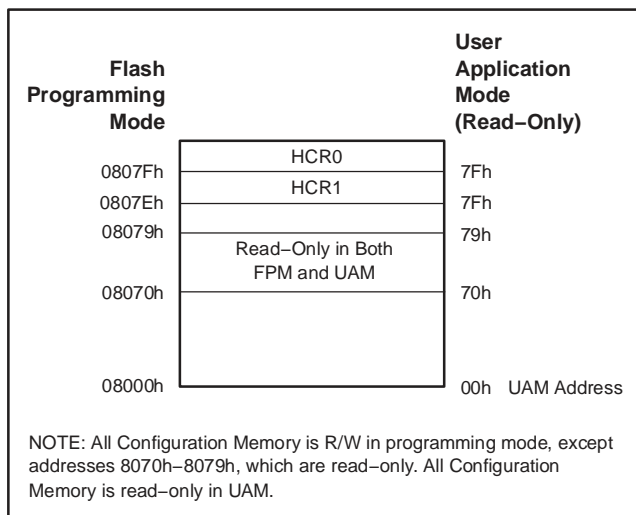 Flash
Programming
Mode
User
Application
Mode
(Read−Only)
HCR0
0807Fh
7Fh
HCR1
0807Eh
7Fh
08079h
79h
Read−Only in Both
FPM and UAM
08070h
70h
08000h
00h UAM Address
NOTE: All Configuration Memory is R/W in programming mode, except
addresses 8070h−8079h, which are read−only. All Configuration
Memory is read−only in UAM.